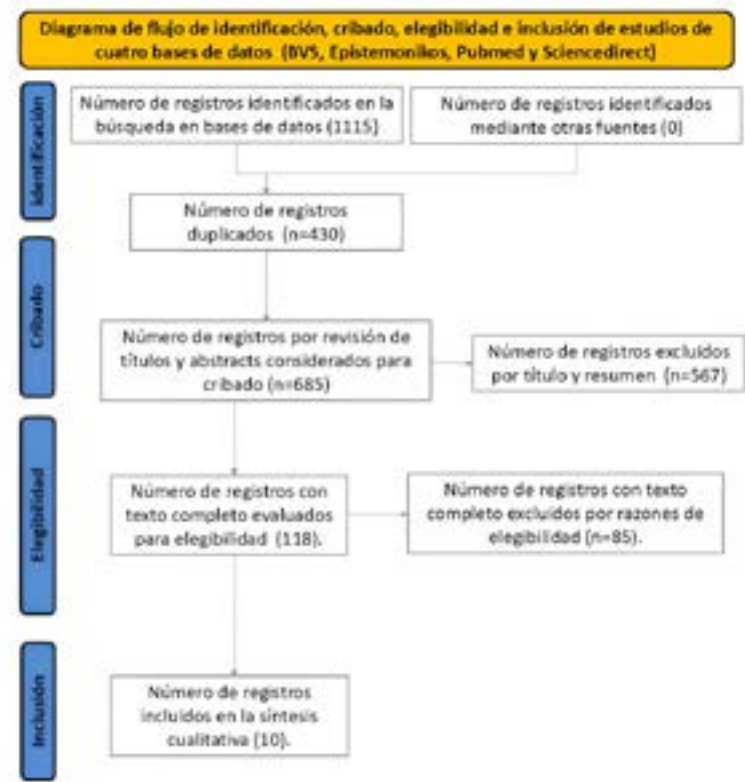 Diagrama de flujo de identificación, cribado, elegibilidad e inclusión de estudios de
cuatro bases de datos (BVS, Epistemonikos, Pubmed y Sciencedirect)
identificación
Número de registros identificados en la
búsqueda en bases de datos (1115)
Número de registros identificados
mediante otras fuentes (0)
Número de registros
duplicados (n=430)
Cribado
Número de registros por revisión de
títulos y abstracts considerados para
cribado (n=685)
Número de registros excluidos
por título y resumen (n=567)
Elegibilidad
Número de registros con
texto completo evaluados
para elegibilidad (118).
Número de registros con texto
completo excluidos por razones de
elegibilidad (n=85).
Inclusión
Número de registros
incluidos en la síntesis
cualitativa (10).